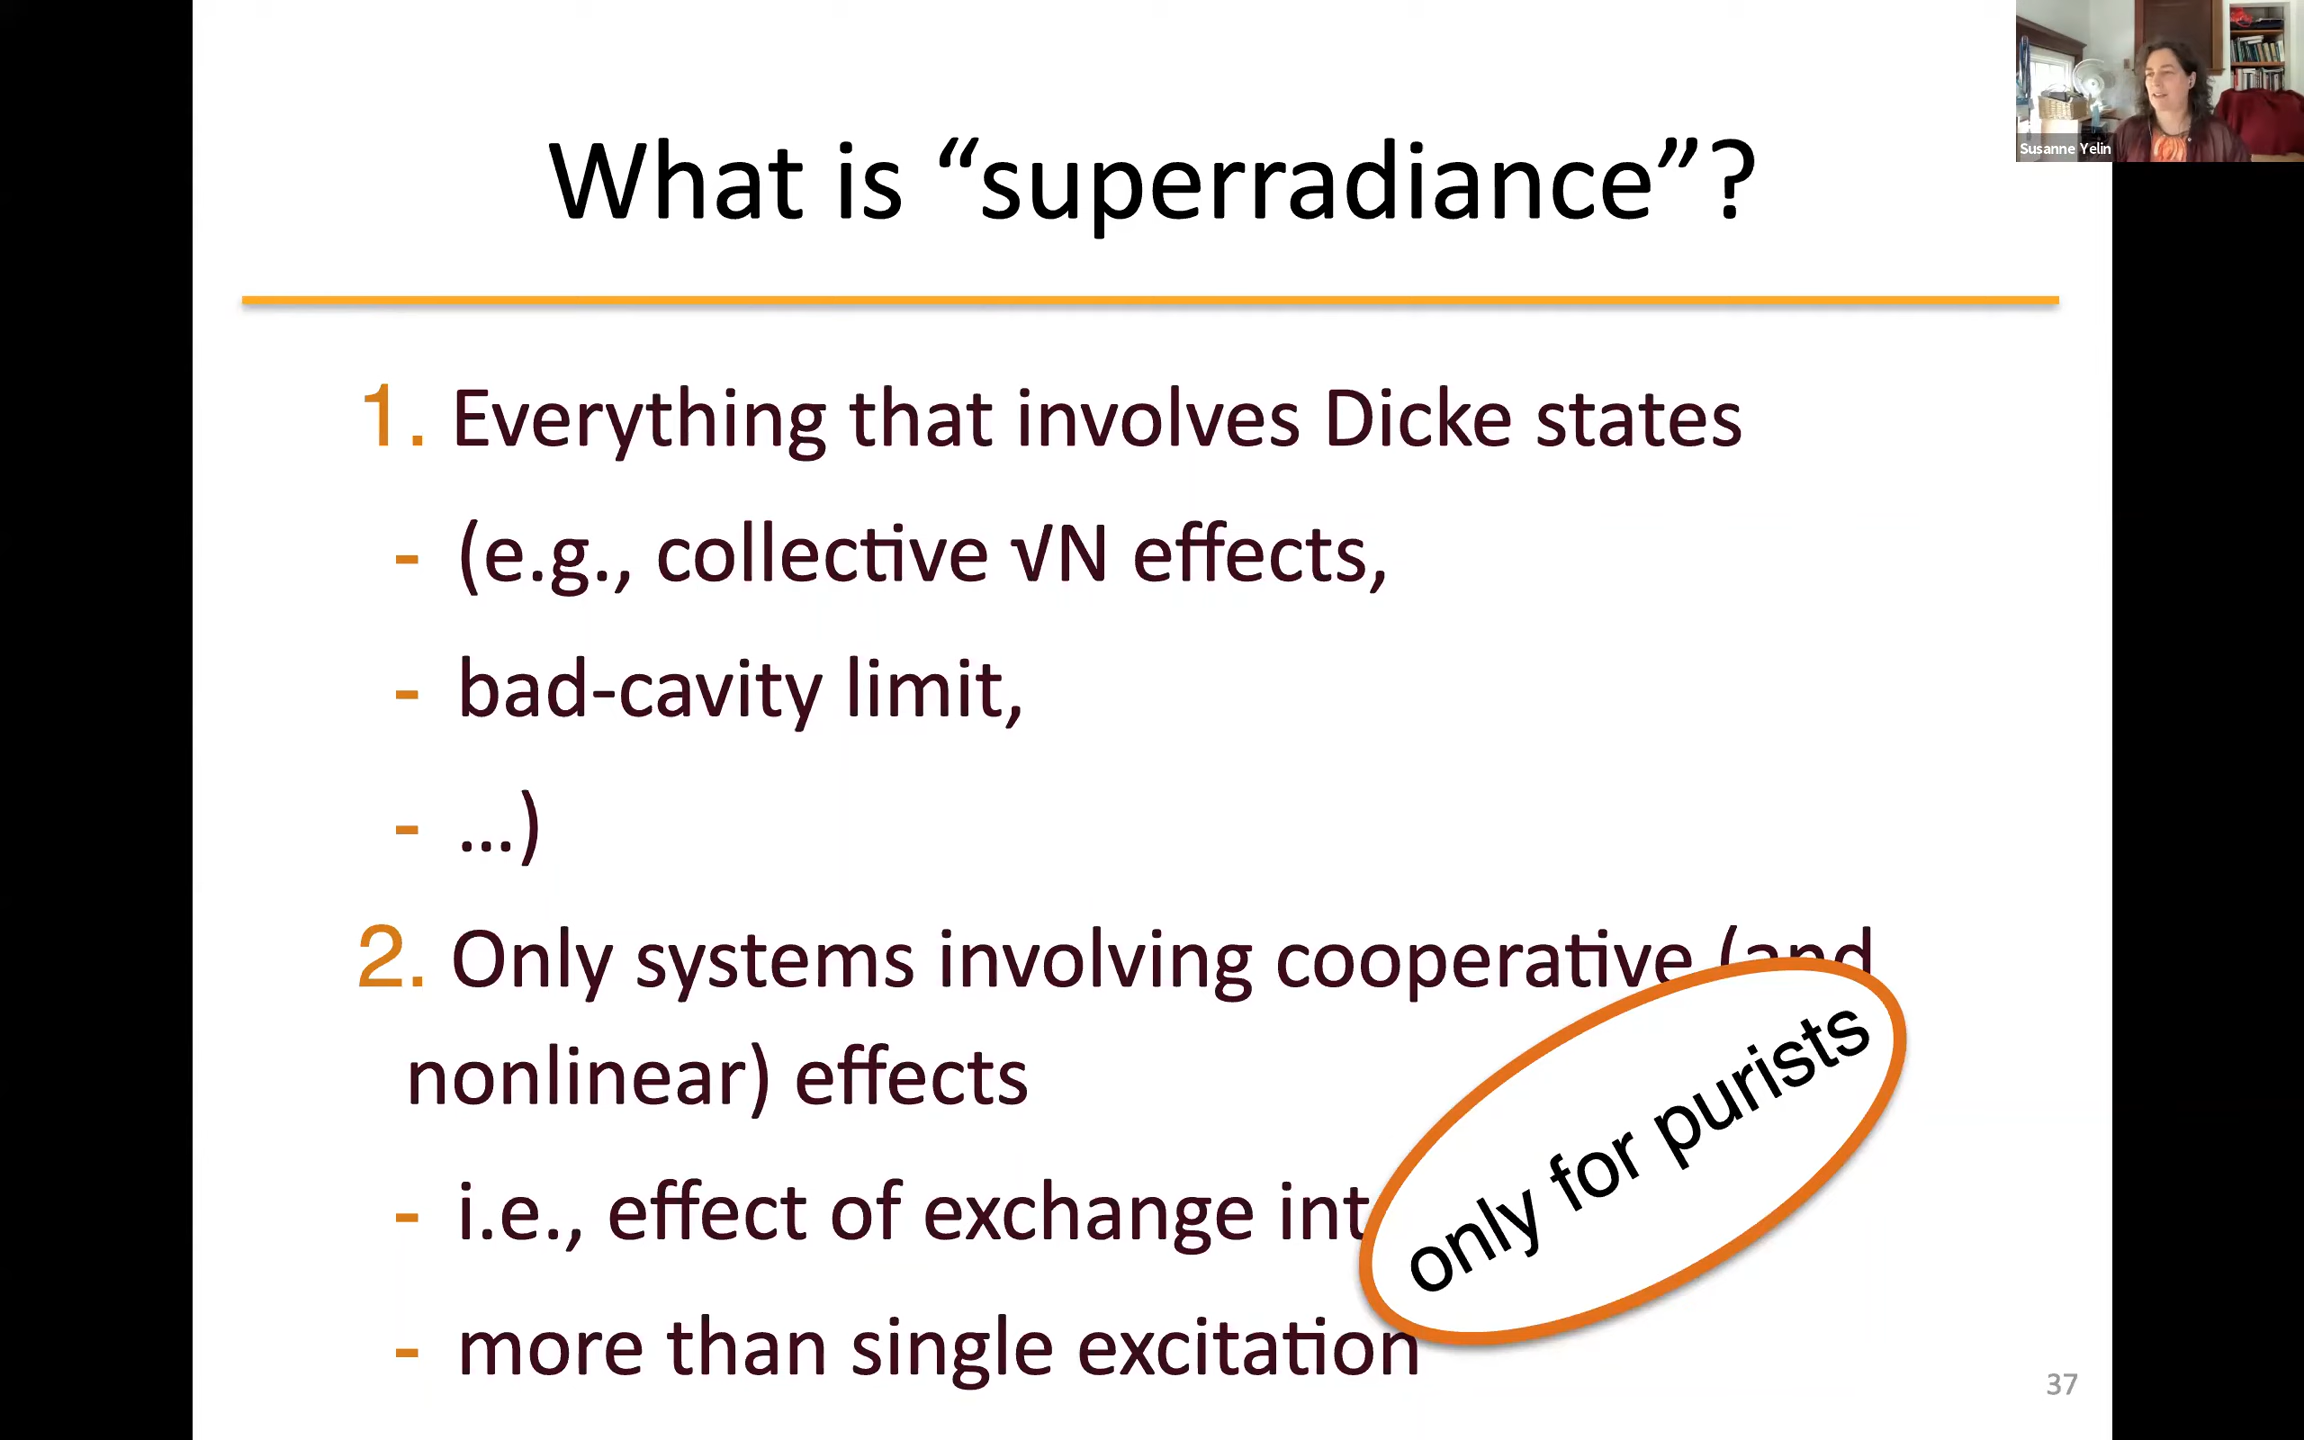 Susanne Yelin
What is “superradiance”?
1. Everything that involves Dicke states
- (e.g., collective √N effects,
- bad-cavity limit,
- ...)
2. Only systems involving cooperative (and
nonlinear) effects
- i.e., effect of exchange int
only for purists
- more than single excitation
37